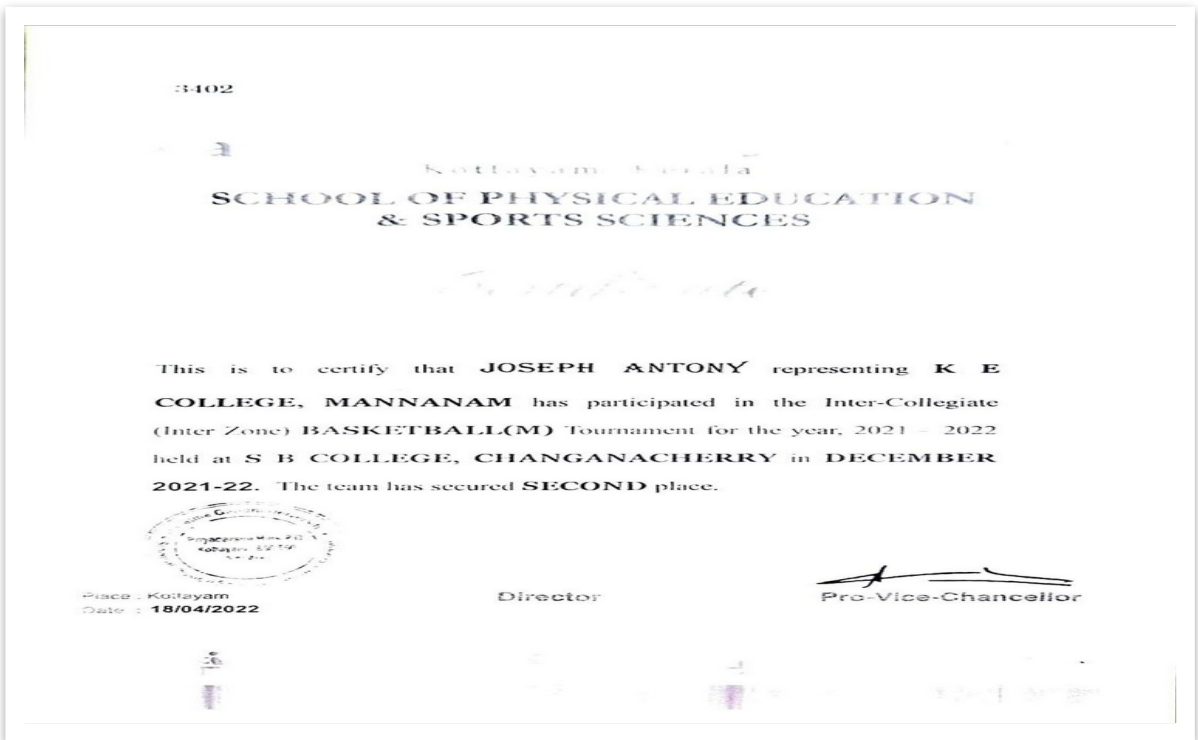 3402
Kottayam Kerala
SCHOOL OF PHYSICAL EDUCATION
& SPORTS SCIENCES
Certificate
This is to certify that JOSEPH ANTONY representing K E
COLLEGE, MANNANAM has participated in the Inter-Collegiate
(Inter Zone) BASKETBALL(M) Tournament for the year, 2021 – 2022
held at S B COLLEGE, CHANGANACHERRY in DECEMBER
2021-22. The team has secured SECOND place.
Kottayam
Place : Kottayam
Date : 18/04/2022
Director
Pro-Vice-Chancellor